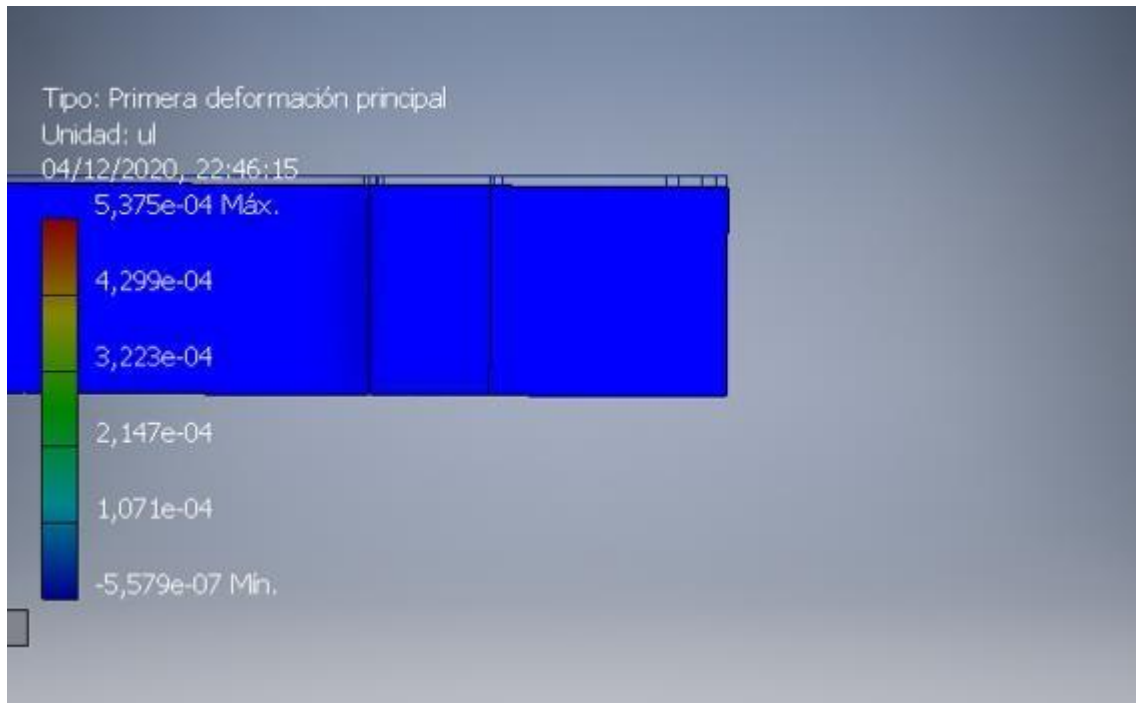 Tipo: Primera deformación principal
Unidad: ul
04/12/2020, 22:46:15
5,375e-04 Máx.
4,299e-04
3,223e-04
2,147e-04
1,071e-04
-5,579e-07 Mín.